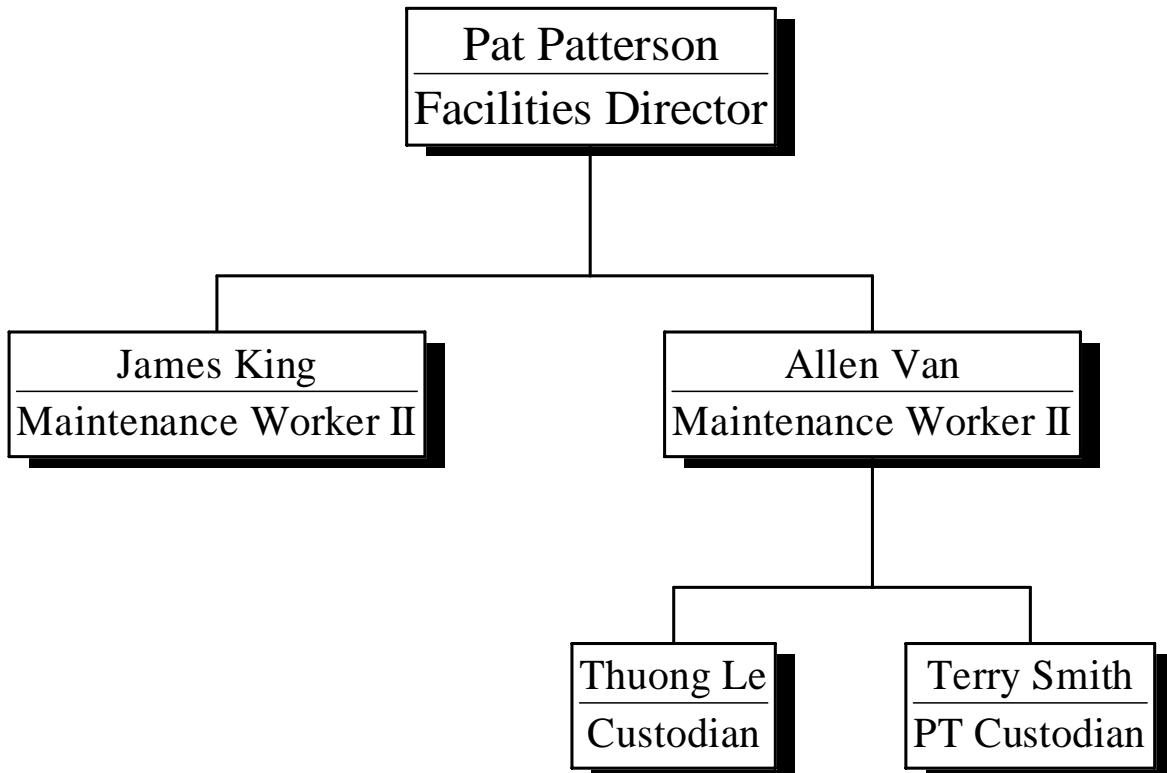 Pat Patterson
Facilities Director
James King
Maintenance Worker II
Allen Van
Maintenance Worker II
Thuong Le
Custodian
Terry Smith
PT Custodian